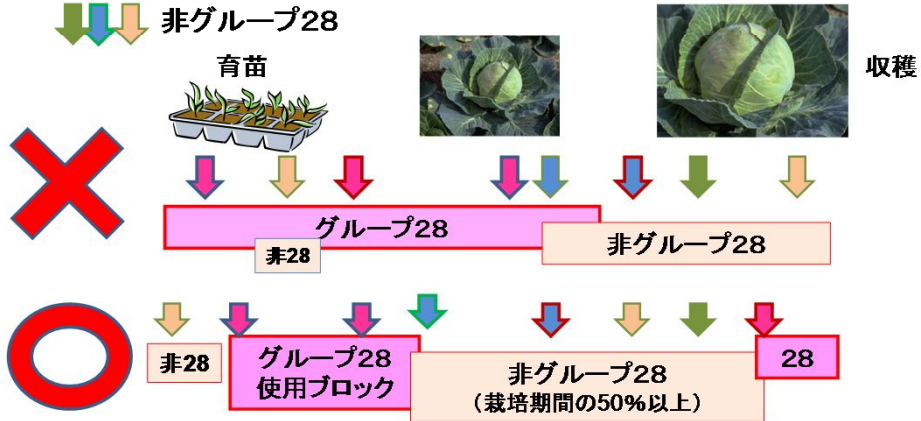 非グループ28
育苗
収穫
グループ28
非28
非グループ28
非28
グループ28
使用ブロック
非グループ28
（栽培期間の50%以上）
28